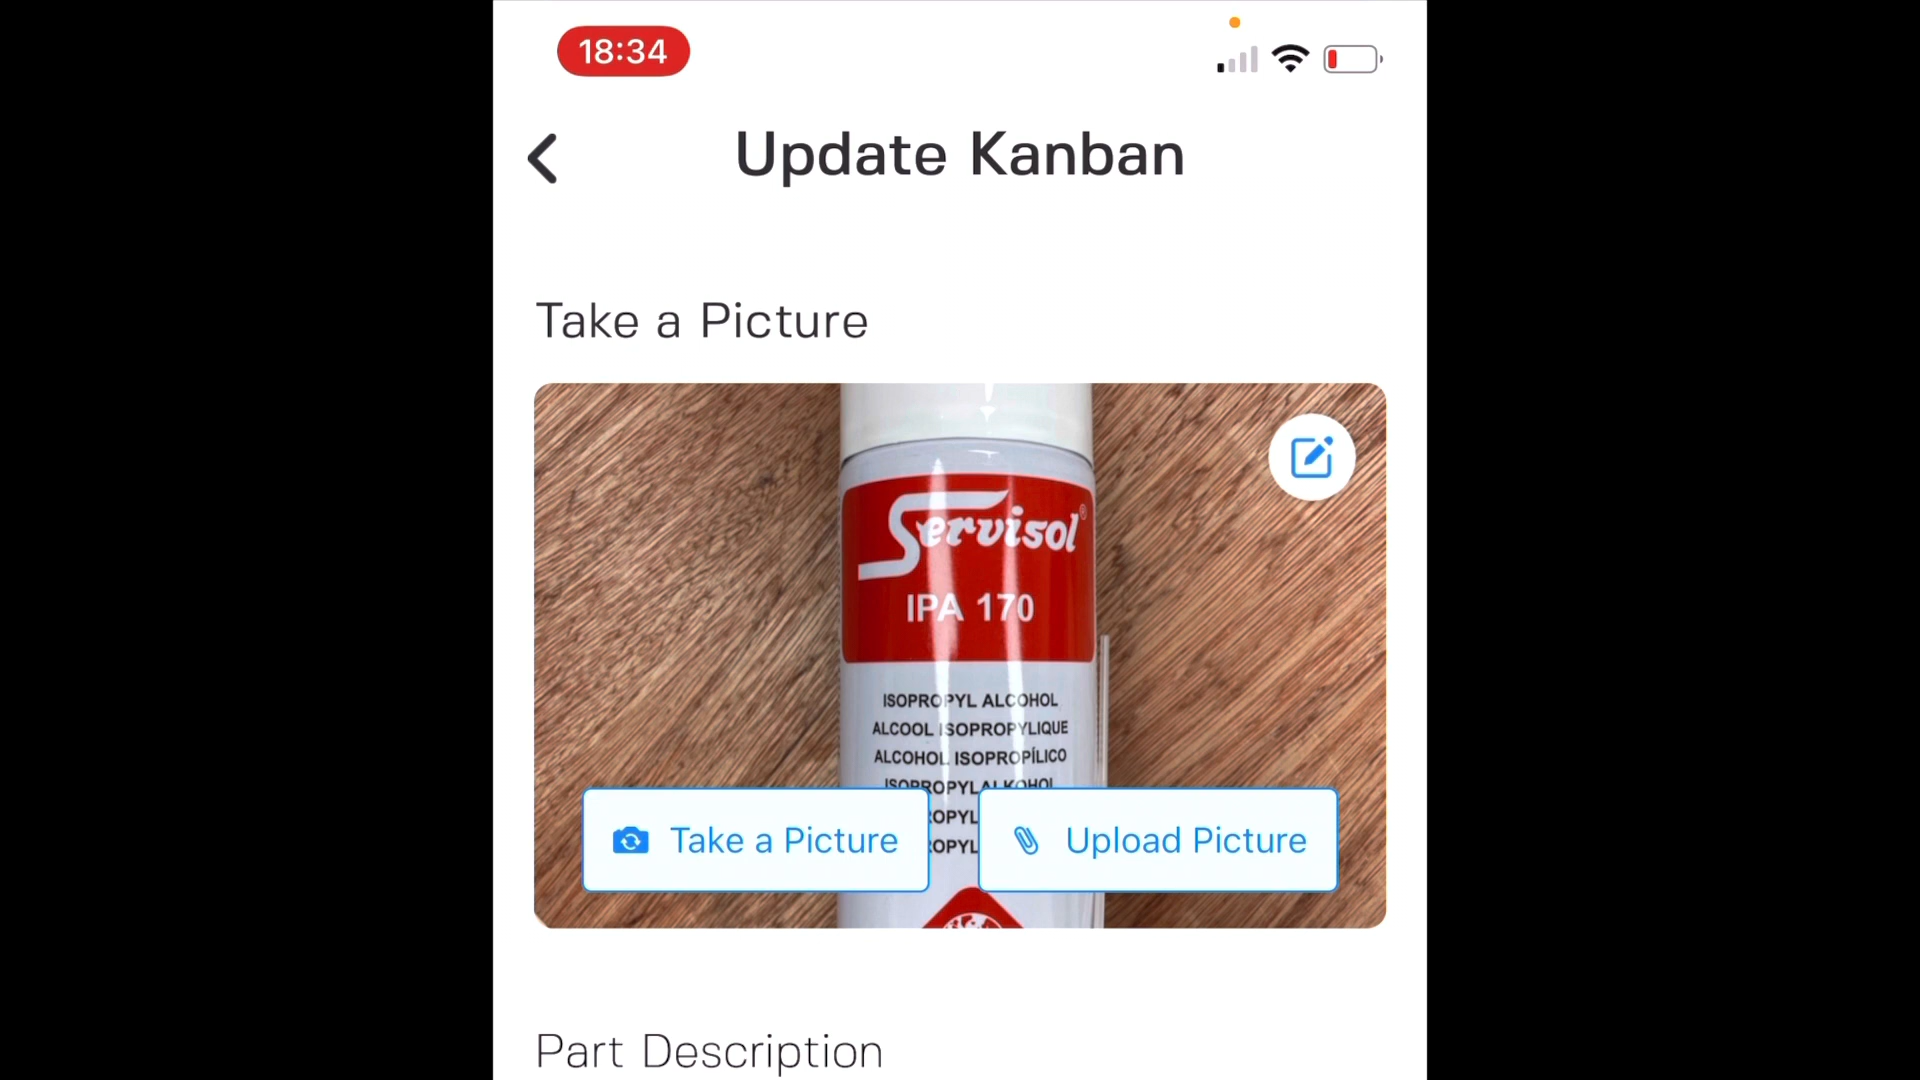 18:34
Update Kanban
Take a Picture
Servisol®
IPA 170
ISOPROPYL ALCOHOL
ALCOOL ISOPROPYLIQUE
ALCOHOL ISOPROPÍLICO
ISOPROPYLALKOHOL
Take a Picture
Upload Picture
Part Description